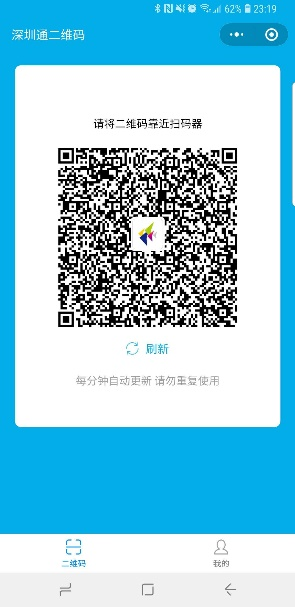 62% 23:19
深圳通二维码
请将二维码靠近扫码器
刷新
每分钟自动更新 请勿重复使用
二维码
我的